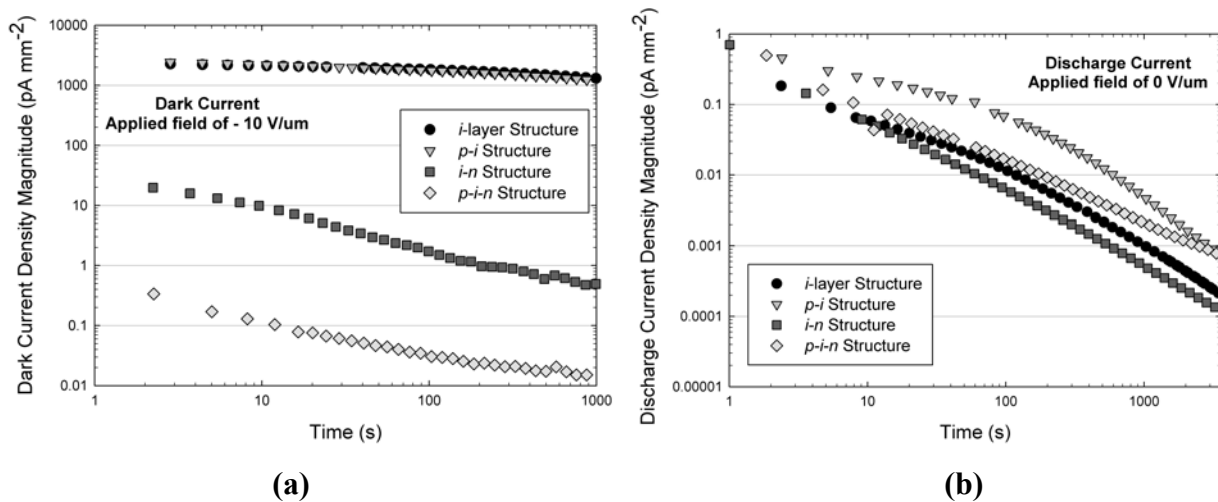 Dark Current Density Magnitude (pA mm⁻²)
10000
1000
100
10
1
0.1
0.01
Dark Current
Applied field of - 10 V/um
i-layer Structure
p-i Structure
i-n Structure
p-i-n Structure
1
10
100
1000
Time (s)
(a)
Discharge Current Density Magnitude (pA mm⁻²)
1
0.1
0.01
0.001
0.0001
0.00001
Discharge Current
Applied field of 0 V/um
i-layer Structure
p-i Structure
i-n Structure
p-i-n Structure
1
10
100
1000
Time (s)
(b)